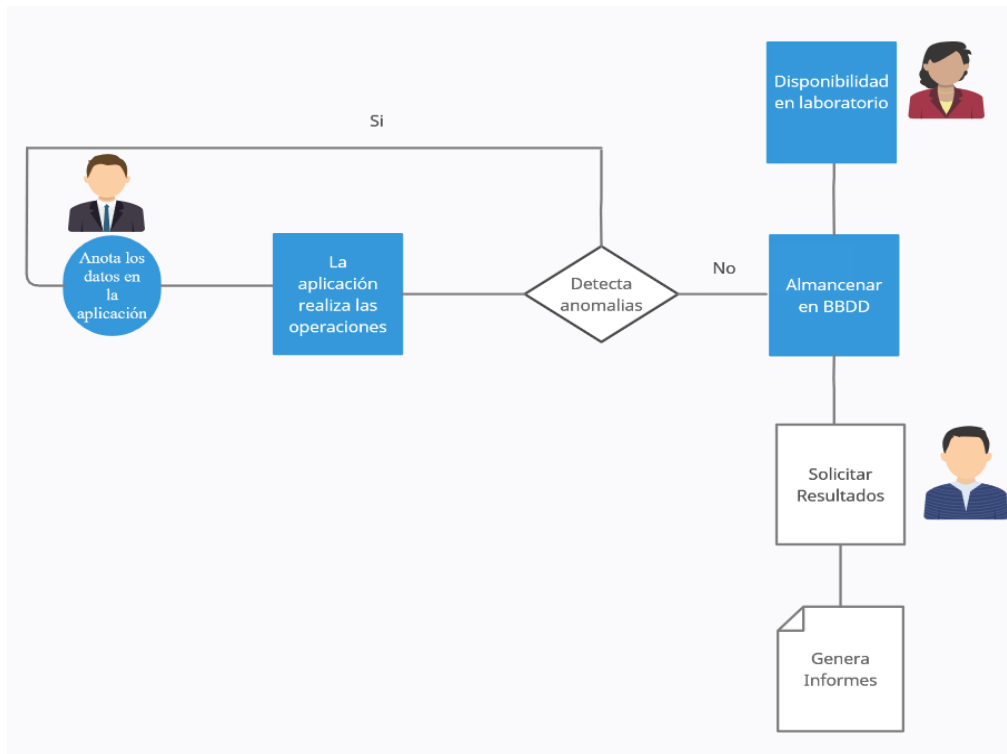 Disponibilidad
en laboratorio
Si
Anota los
datos en
la
aplicación
La
aplicación
realiza las
operaciones
Detecta
anomalias
No
Almancenar
en BBDD
Solicitar
Resultados
Genera
Informes